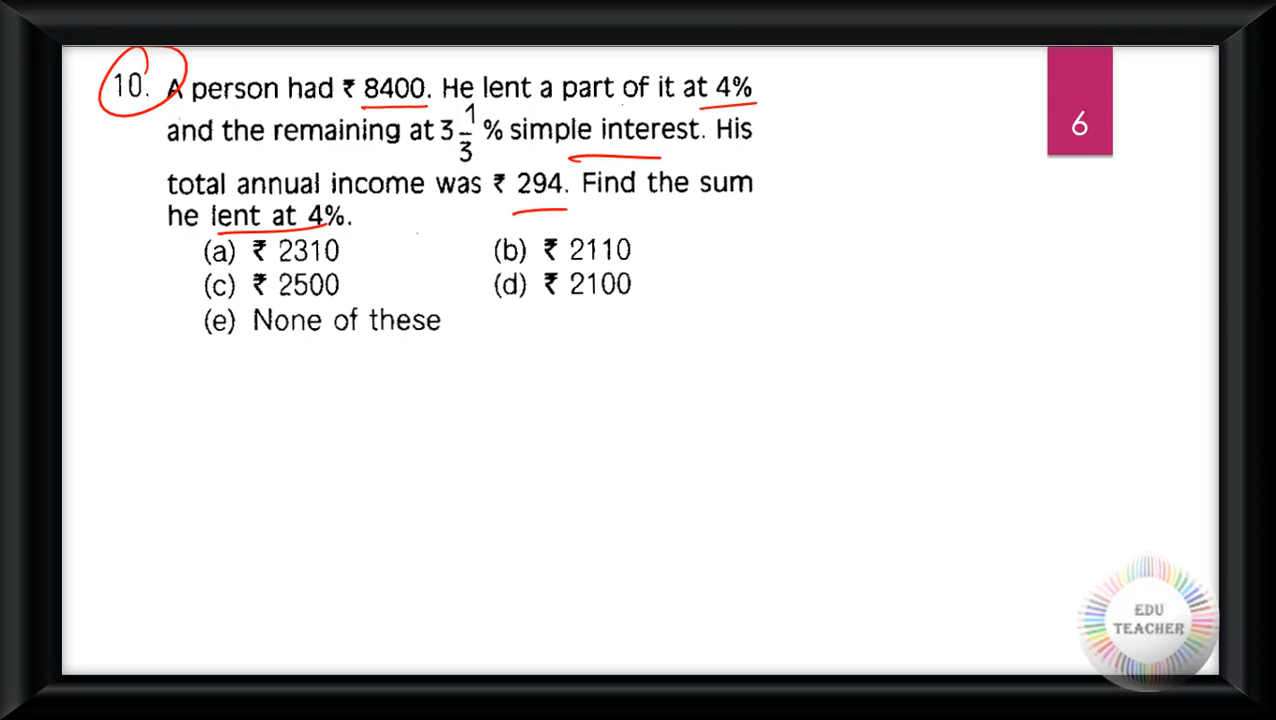 10. A person had ₹ 8400. He lent a part of it at 4%
and the remaining at 3 1/3 % simple interest. His
total annual income was ₹ 294. Find the sum
he lent at 4%.
(a) ₹ 2310 (b) ₹ 2110
(c) ₹ 2500 (d) ₹ 2100
(e) None of these
6
EDU
TEACHER